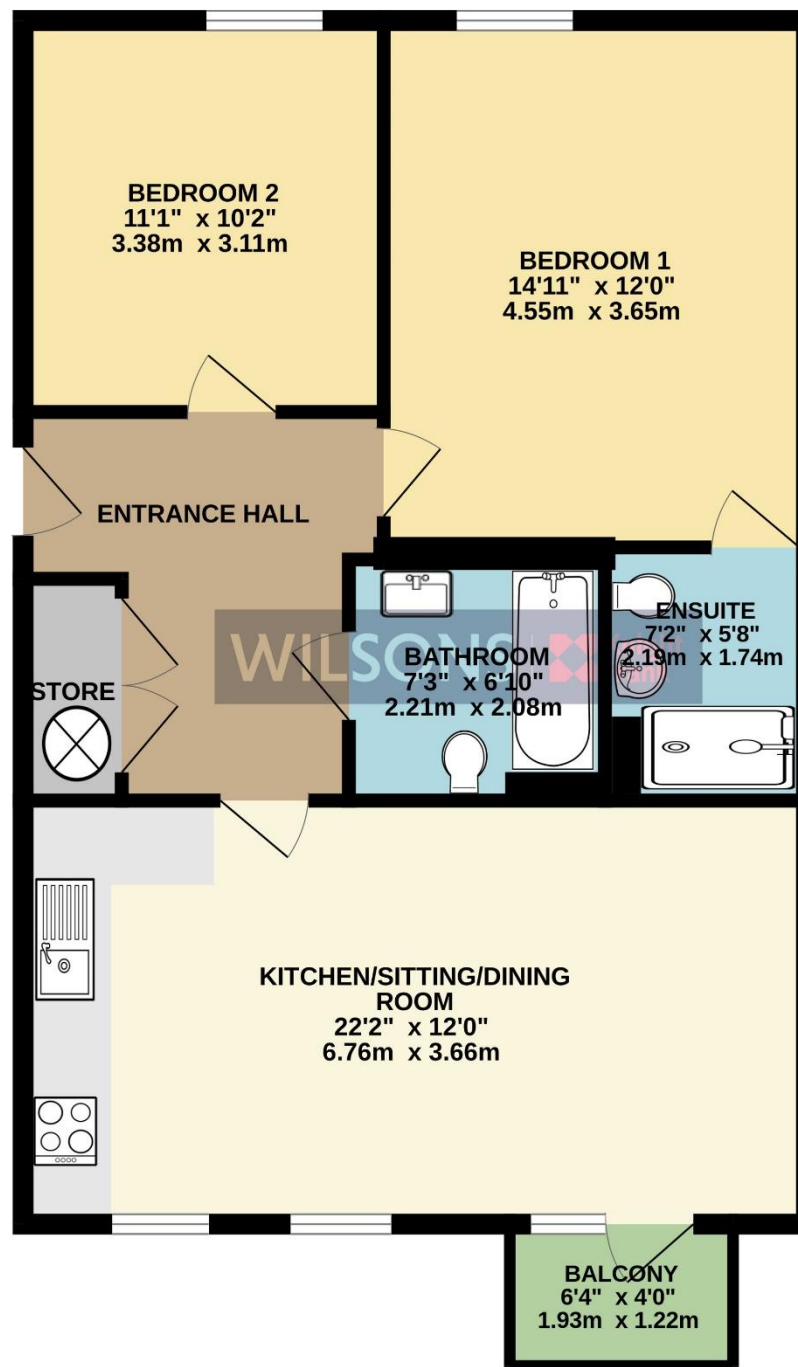 BEDROOM 2
11'1" x 10'2"
3.38m x 3.11m
BEDROOM 1
14'11" x 12'0"
4.55m x 3.65m
ENTRANCE HALL
STORE
WILSONS
BATHROOM
7'3" x 6'10"
2.21m x 2.08m
ENSUITE
7'2" x 5'8"
2.19m x 1.74m
KITCHEN/SITTING/DINING
ROOM
22'2" x 12'0"
6.76m x 3.66m
BALCONY
6'4" x 4'0"
1.93m x 1.22m